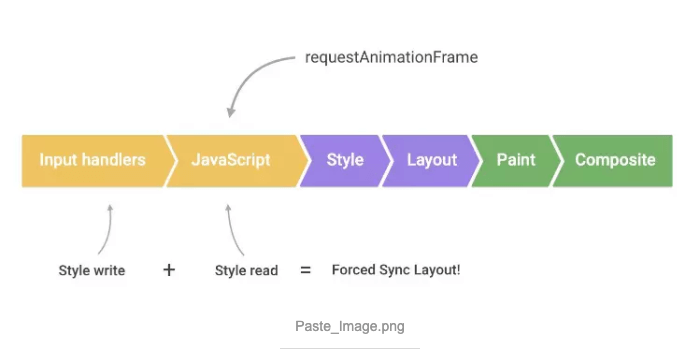 requestAnimationFrame
Input handlers JavaScript Style Layout Paint Composite
Style write + Style read = Forced Sync Layout!
Paste_Image.png